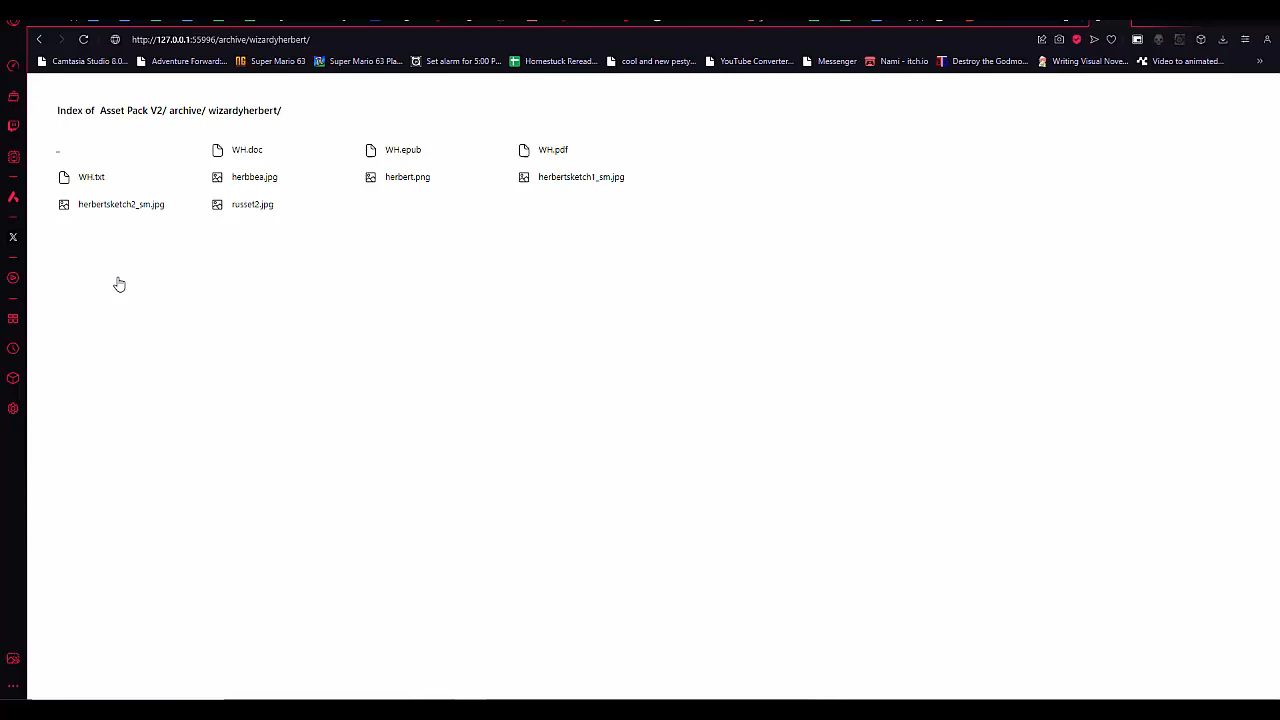 http://127.0.0.1:55996/archive/wizardyherbert/
Camtasia Studio 8.0... Adventure Forward:... Super Mario 63 Super Mario 63 Pla... Set alarm for 5:00 P... Homestuck Reread... cool and new pesty... YouTube Converter... Messenger Nami - itch.io Destroy the Godmo... Writing Visual Nove... Video to animated... »
Index of Asset Pack V2/ archive/ wizardyherbert/
.. WH.doc WH.epub WH.pdf
WH.txt herbbea.jpg herbert.png herbertsketch1_sm.jpg
herbertsketch2_sm.jpg russet2.jpg